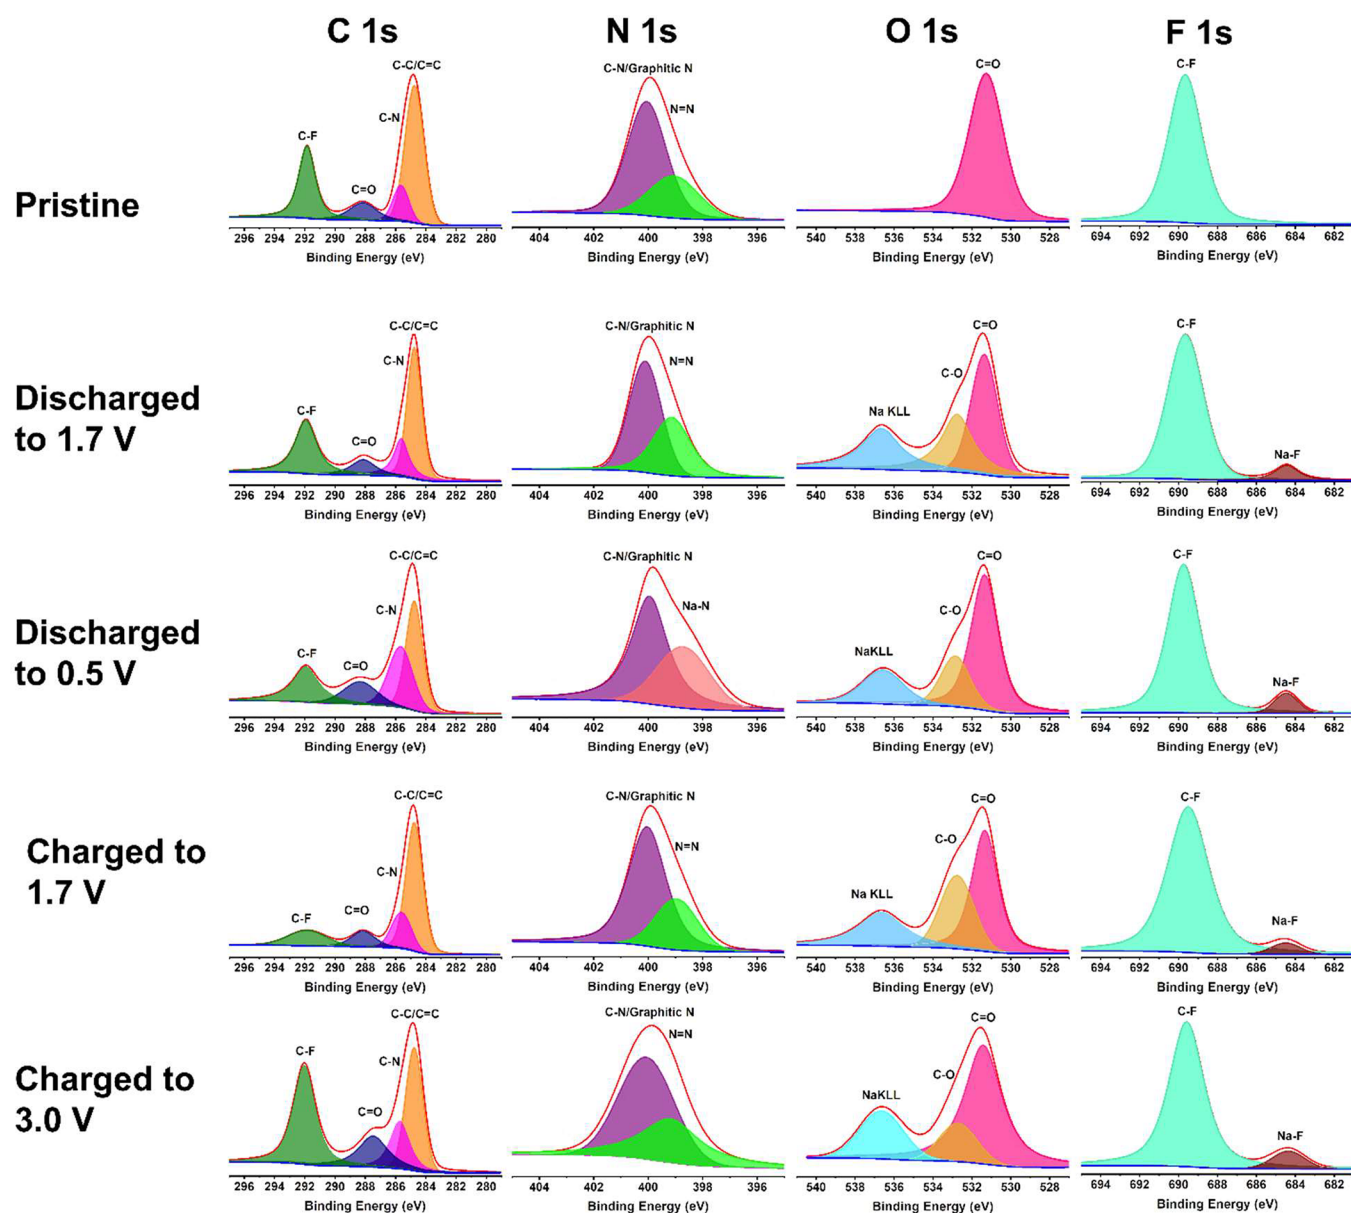 C 1s N 1s O 1s F 1s
Pristine
C-F C=O C-N C-C/C=C
296 294 292 290 288 286 284 282 280
Binding Energy (eV)
C-N/Graphitic N N=N
404 402 400 398 396
Binding Energy (eV)
C=O
540 538 536 534 532 530 528
Binding Energy (eV)
C-F
694 692 690 688 686 684 682
Binding Energy (eV)
Discharged
to 1.7 V
C-F C=O C-N C-C/C=C
296 294 292 290 288 286 284 282 280
Binding Energy (eV)
C-N/Graphitic N N=N
404 402 400 398 396
Binding Energy (eV)
Na KLL C-O C=O
540 538 536 534 532 530 528
Binding Energy (eV)
C-F Na-F
694 692 690 688 686 684 682
Binding Energy (eV)
Discharged
to 0.5 V
C-F C=O C-N C-C/C=C
296 294 292 290 288 286 284 282 280
Binding Energy (eV)
C-N/Graphitic N Na-N
404 402 400 398 396
Binding Energy (eV)
NaKLL C-O C=O
540 538 536 534 532 530 528
Binding Energy (eV)
C-F Na-F
694 692 690 688 686 684 682
Binding Energy (eV)
Charged to
1.7 V
C-F C=O C-N C-C/C=C
296 294 292 290 288 286 284 282 280
Binding Energy (eV)
C-N/Graphitic N N=N
404 402 400 398 396
Binding Energy (eV)
Na KLL C-O C=O
540 538 536 534 532 530 528
Binding Energy (eV)
C-F Na-F
694 692 690 688 686 684 682
Binding Energy (eV)
Charged to
3.0 V
C-F C=O C-N C-C/C=C
296 294 292 290 288 286 284 282 280
Binding Energy (eV)
C-N/Graphitic N N=N
404 402 400 398 396
Binding Energy (eV)
NaKLL C-O C=O
540 538 536 534 532 530 528
Binding Energy (eV)
C-F Na-F
694 692 690 688 686 684 682
Binding Energy (eV)